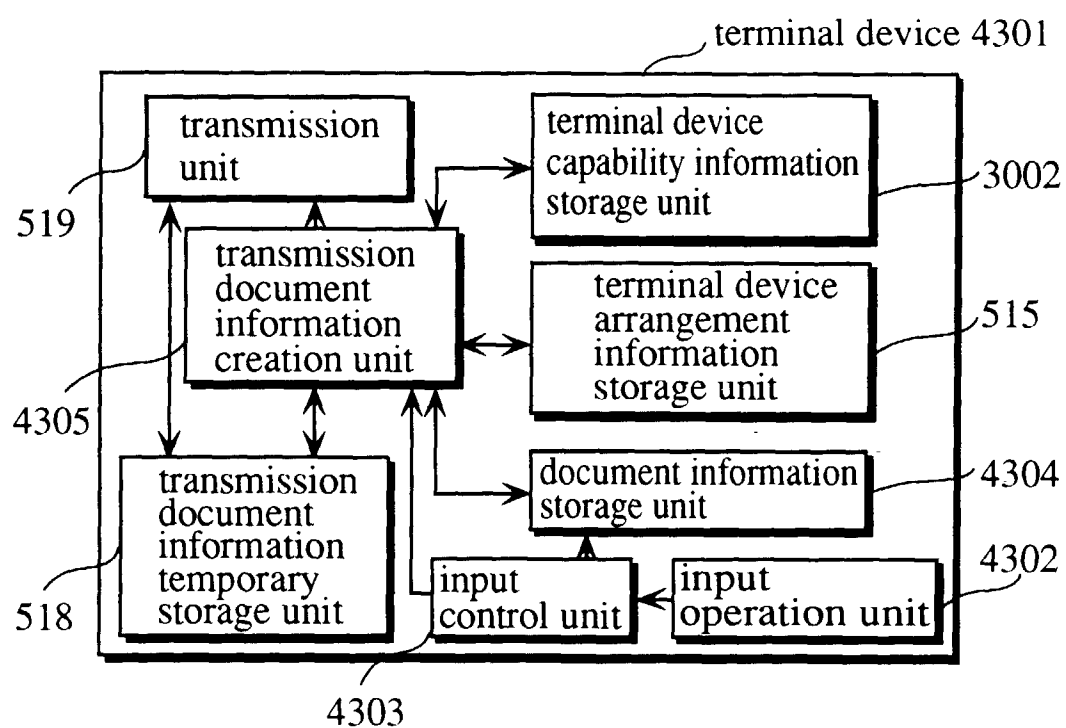 terminal device 4301
transmission
unit
519
terminal device
capability information
storage unit
3002
transmission
document
information
creation unit
4305
terminal device
arrangement
information
storage unit
515
transmission
document
information
temporary
storage unit
518
document information
storage unit
4304
input
control unit
4303
input
operation unit
4302